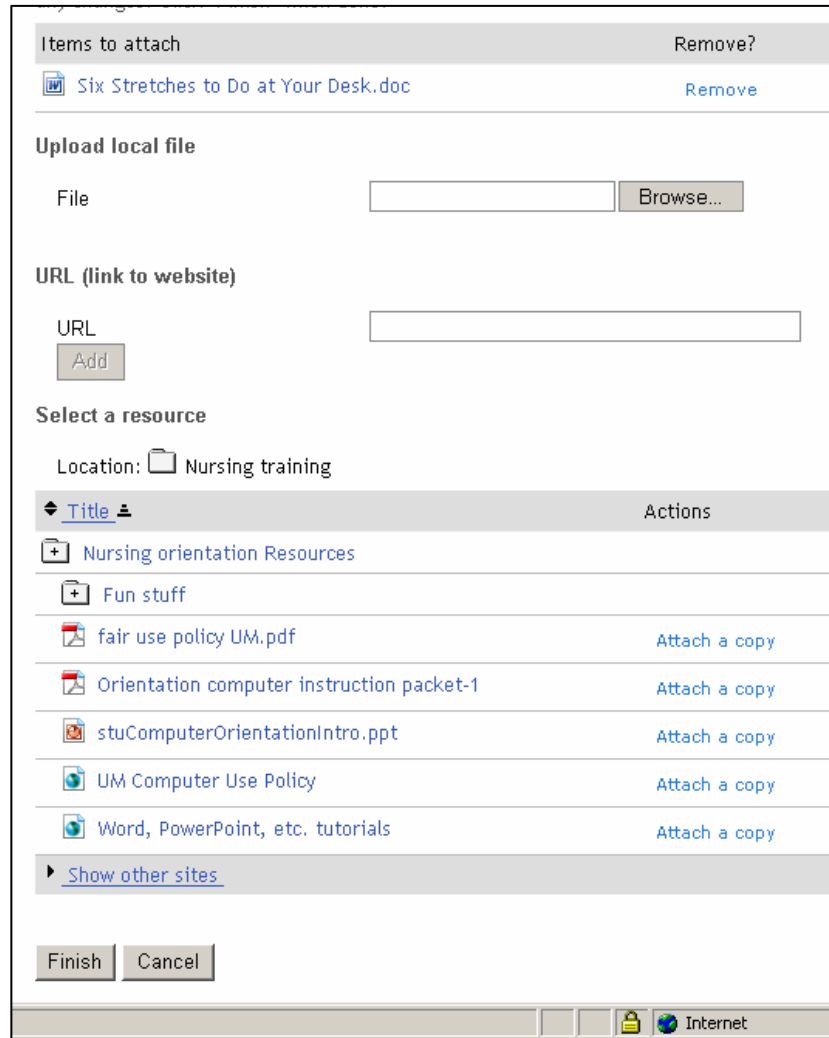 Items to attach Remove?
Six Stretches to Do at Your Desk.doc Remove
Upload local file
File Browse...
URL (link to website)
URL
Add
Select a resource
Location: Nursing training
Title Actions
Nursing orientation Resources
Fun stuff
fair use policy UM.pdf Attach a copy
Orientation computer instruction packet-1 Attach a copy
stuComputerOrientationIntro.ppt Attach a copy
UM Computer Use Policy Attach a copy
Word, PowerPoint, etc. tutorials Attach a copy
Show other sites
Finish Cancel
Internet